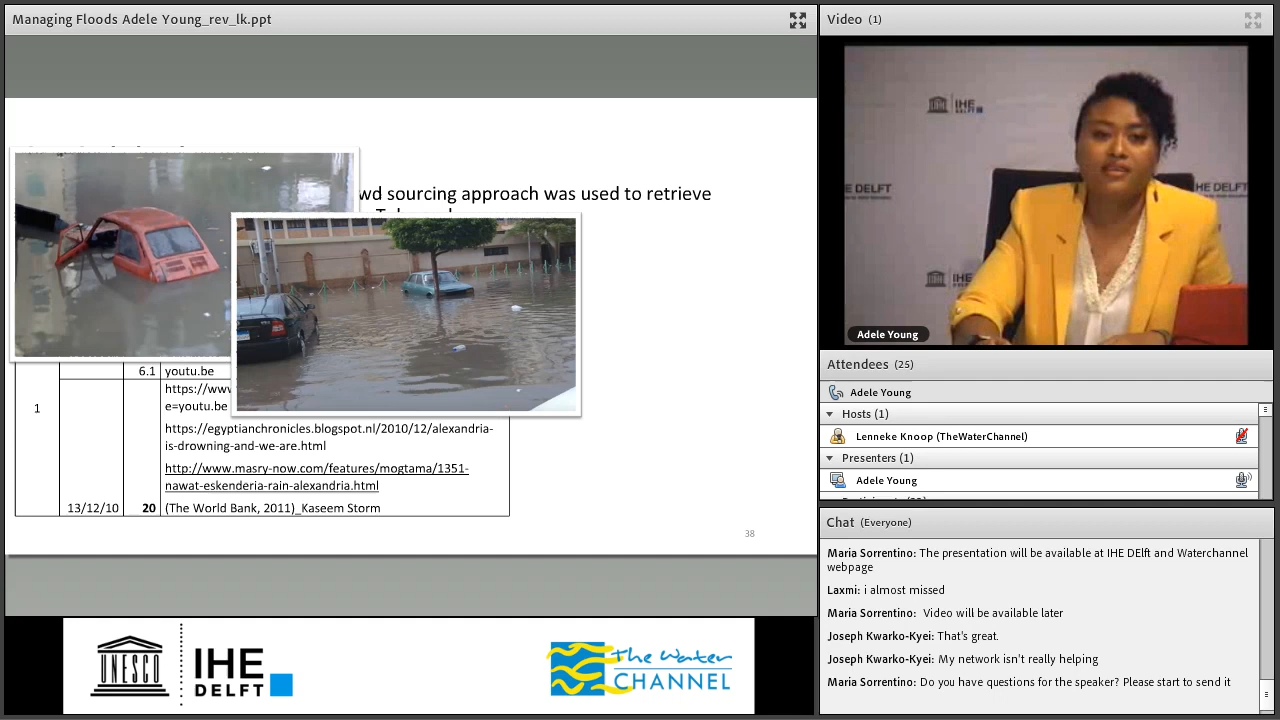 Managing Floods Adele Young_rev_lk.ppt
wd sourcing approach was used to retrieve
6.1 youtu.be
https://www
1 e=youtu.be
https://egyptianchronicles.blogspot.nl/2010/12/alexandria-
is-drowning-and-we-are.html
http://www.masry-now.com/features/mogtama/1351-
nawat-eskenderia-rain-alexandria.html
13/12/10 20 (The World Bank, 2011)_Kaseem Storm
38
UNESCO
IHE
DELFT
The Water
CHANNEL
Video (1)
IHE
DELFT
IHE DELFT
IHE DELFT
IHE
Adele Young
Attendees (25)
Adele Young
Hosts (1)
Lenneke Knoop (TheWaterChannel)
Presenters (1)
Adele Young
Chat (Everyone)
Maria Sorrentino: The presentation will be available at IHE DElft and Waterchannel
webpage
Laxmi: i almost missed
Maria Sorrentino: Video will be available later
Joseph Kwarko-Kyei: That's great.
Joseph Kwarko-Kyei: My network isn't really helping
Maria Sorrentino: Do you have questions for the speaker? Please start to send it